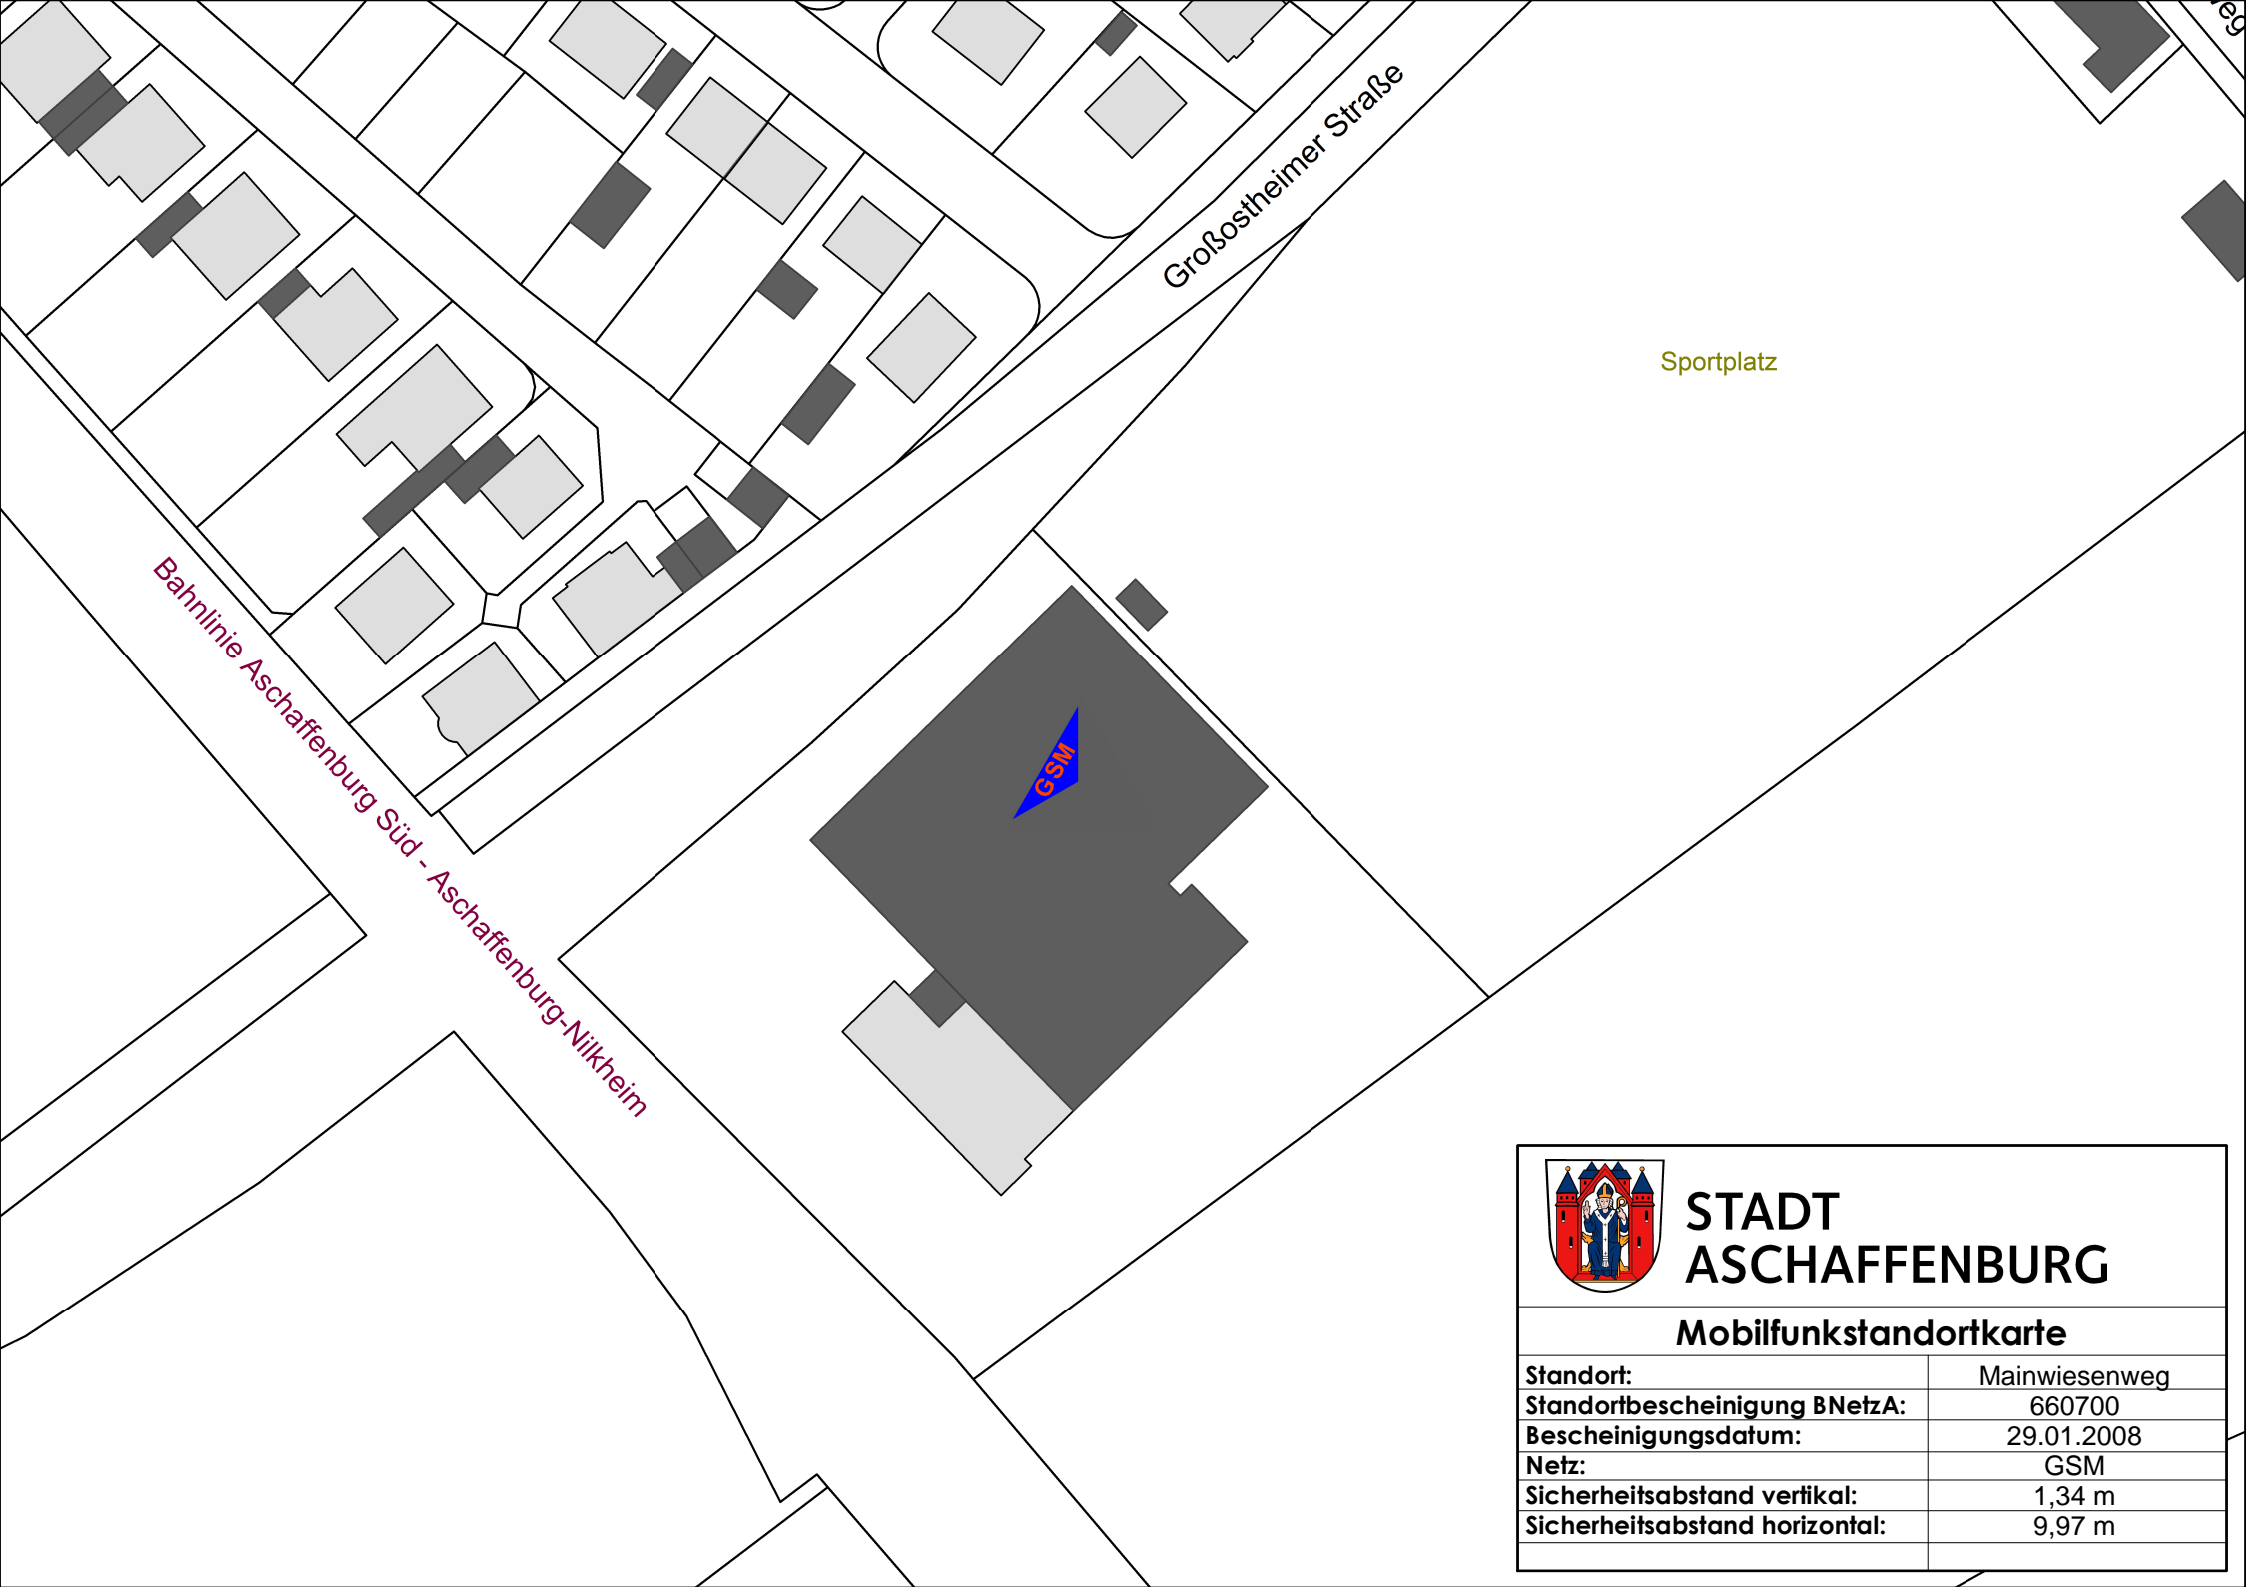 eg
Großostheimer Straße
Sportplatz
Bahnlinie Aschaffenburg Süd - Aschaffenburg-Nilkheim
GSM
STADT
ASCHAFFENBURG
Mobilfunkstandortkarte
Standort: Mainwiesenweg
Standortbescheinigung BNetzA: 660700
Bescheinigungsdatum: 29.01.2008
Netz: GSM
Sicherheitsabstand vertikal: 1,34 m
Sicherheitsabstand horizontal: 9,97 m